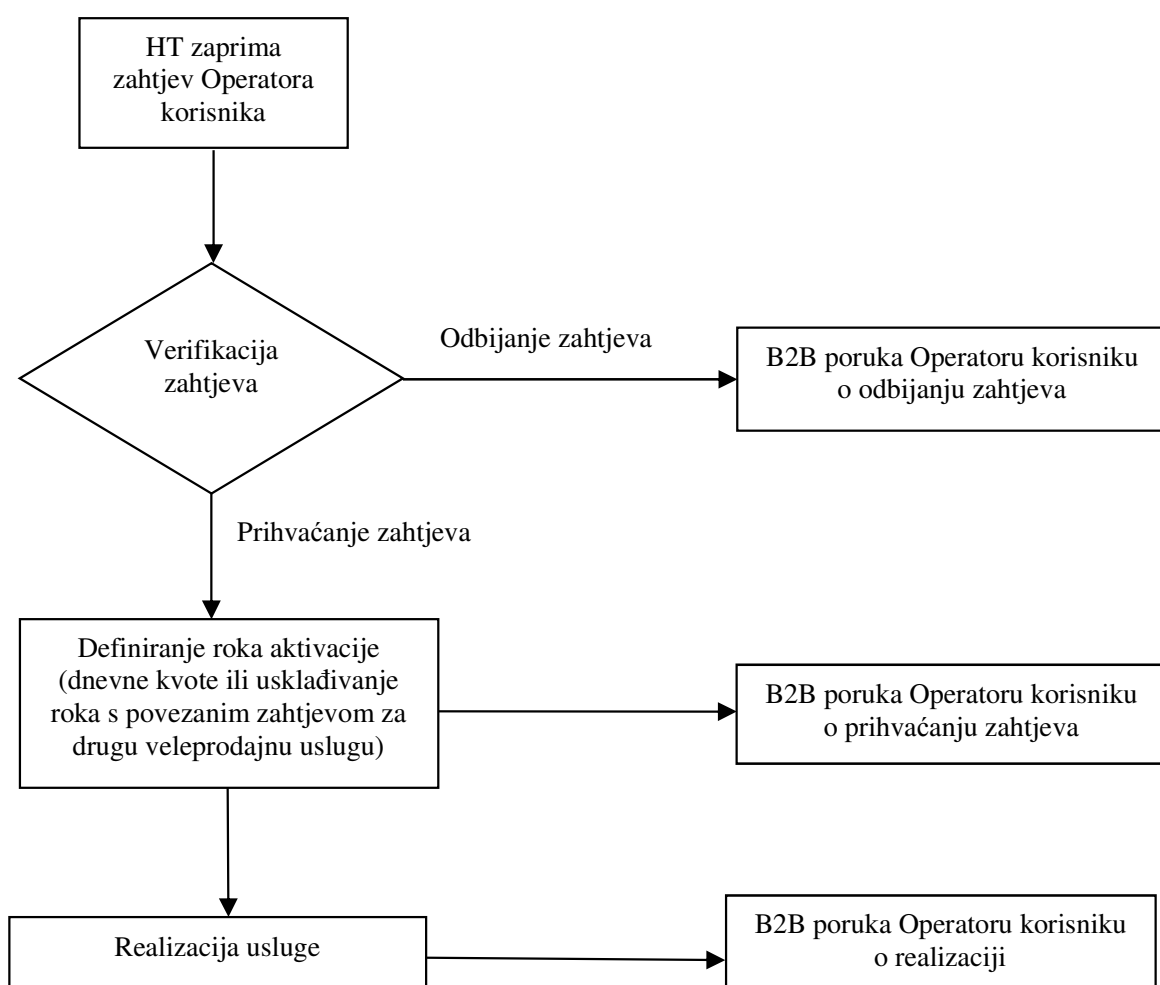 HT zaprima
zahtjev Operatora
korisnika
Verifikacija
zahtjeva
Odbijanje zahtjeva
B2B poruka Operatoru korisniku
o odbijanju zahtjeva
Prihvaćanje zahtjeva
Definiranje roka aktivacije
(dnevne kvote ili usklađivanje
roka s povezanim zahtjevom za
drugu veleprodajnu uslugu)
B2B poruka Operatoru korisniku
o prihvaćanju zahtjeva
Realizacija usluge
B2B poruka Operatoru korisniku
o realizaciji